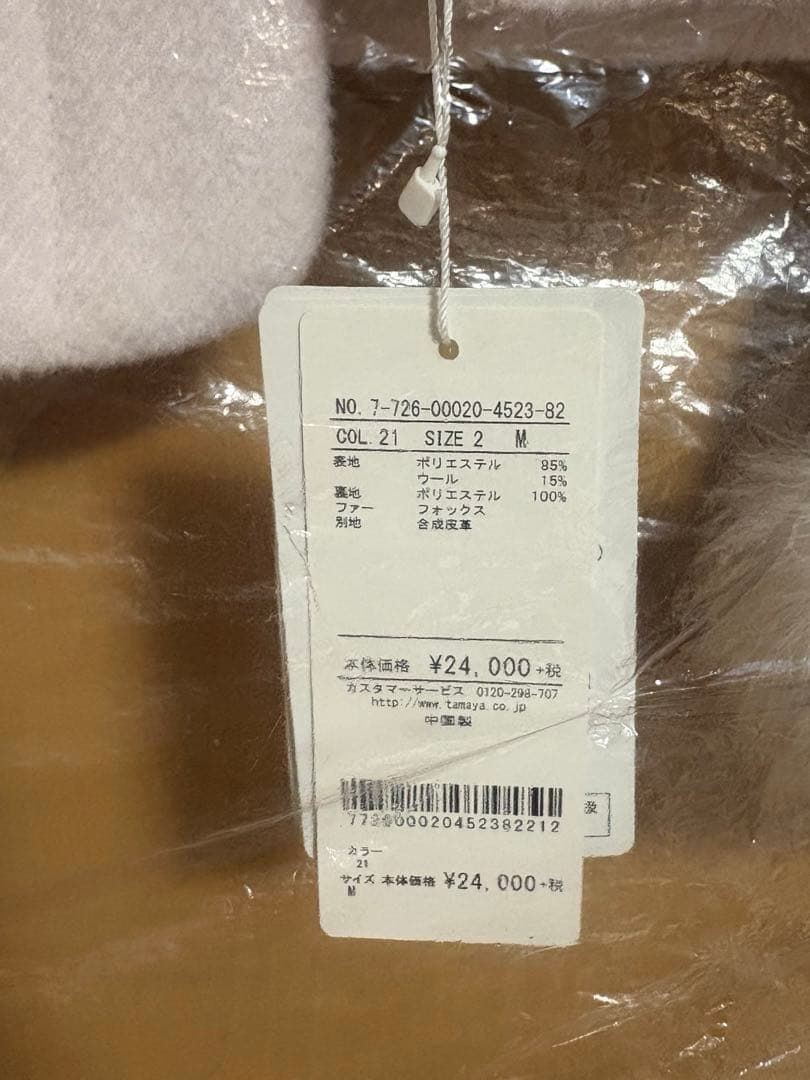 NO. 7-726-00020-4523-82
COL. 21 SIZE 2 M
表地 ポリエステル 85%
ウール 15%
裏地 ポリエステル 100%
ファー フォックス
別地 合成皮革
本体価格 ¥24,000+税
カスタマーサービス 0120-298-707
http://www.tamaya.co.jp
中国製
772600020452382212
カラー
21
サイズ 本体価格 ¥24,000+税
M